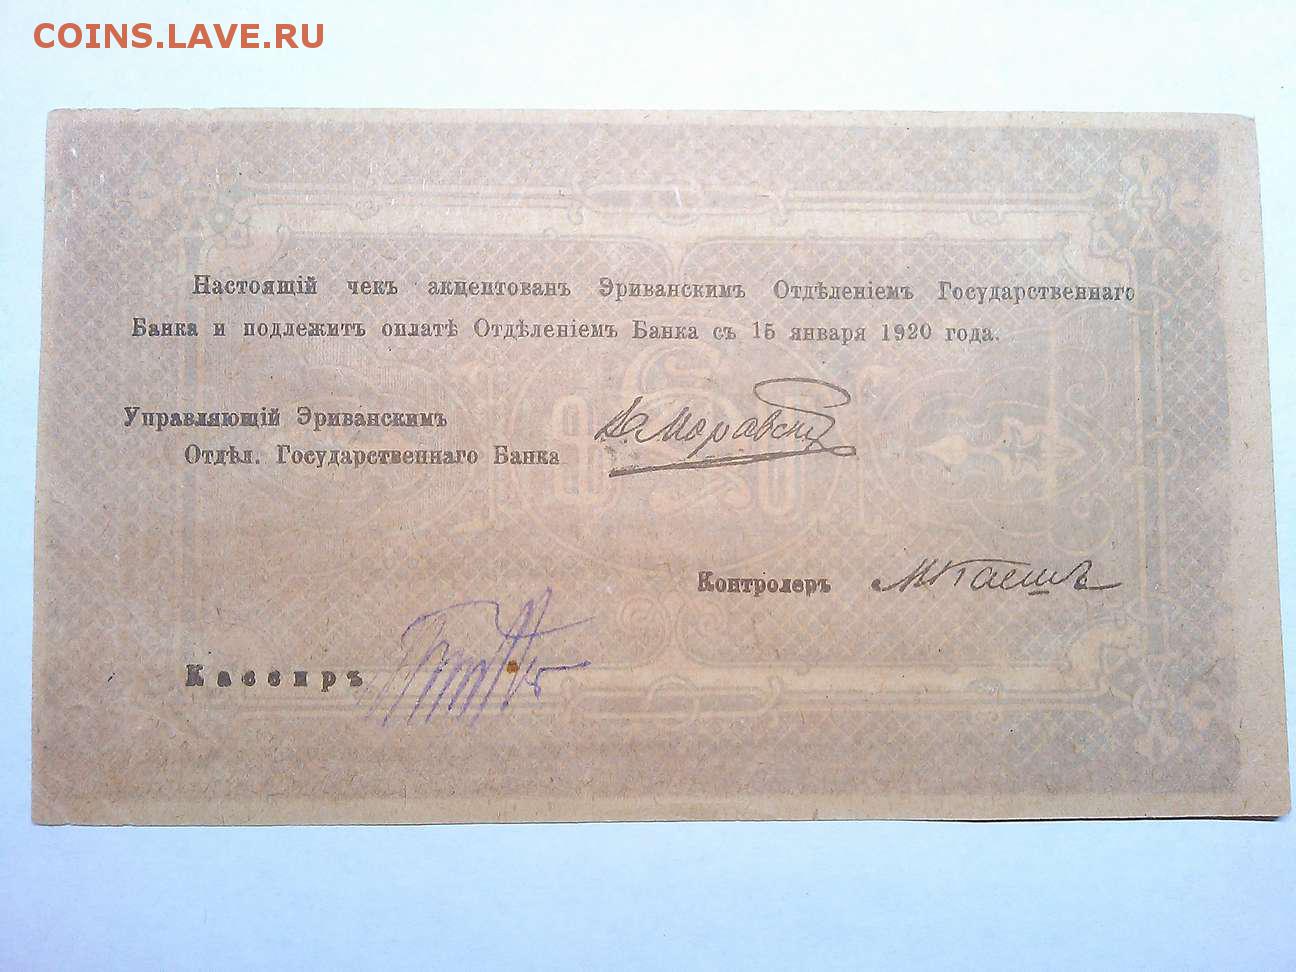 COINS.LAVE.RU
Настоящій чекъ акцептованъ Эриванскимъ Отдѣленіемъ Государственнаго
Банка и подлежитъ оплатѣ Отдѣленіемъ Банка съ 15 января 1920 года.
Управляющій Эриванскимъ
Отдѣл. Государственнаго Банка
Контролеръ
Кассиръ